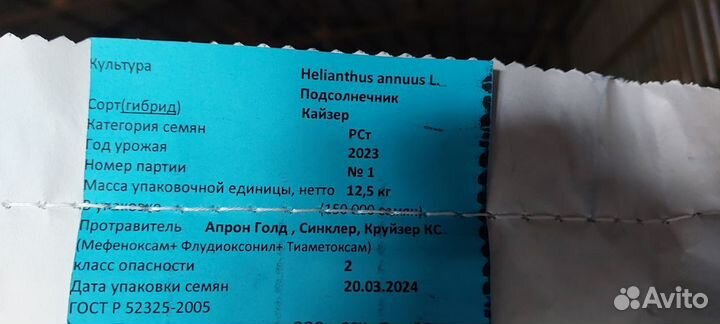 Культура Helianthus annuus L.
Подсолнечник
Сорт(гибрид) Кайзер
Категория семян РСт
Год урожая 2023
Номер партии № 1
Масса упаковочной единицы, нетто 12,5 кг
В упаковке (150 000 семян)
Протравитель Апрон Голд , Синклер, Круйзер КС
(Мефеноксам+ Флудиоксонил+ Тиаметоксам)
класс опасности 2
Дата упаковки семян 20.03.2024
ГОСТ Р 52325-2005
Avito